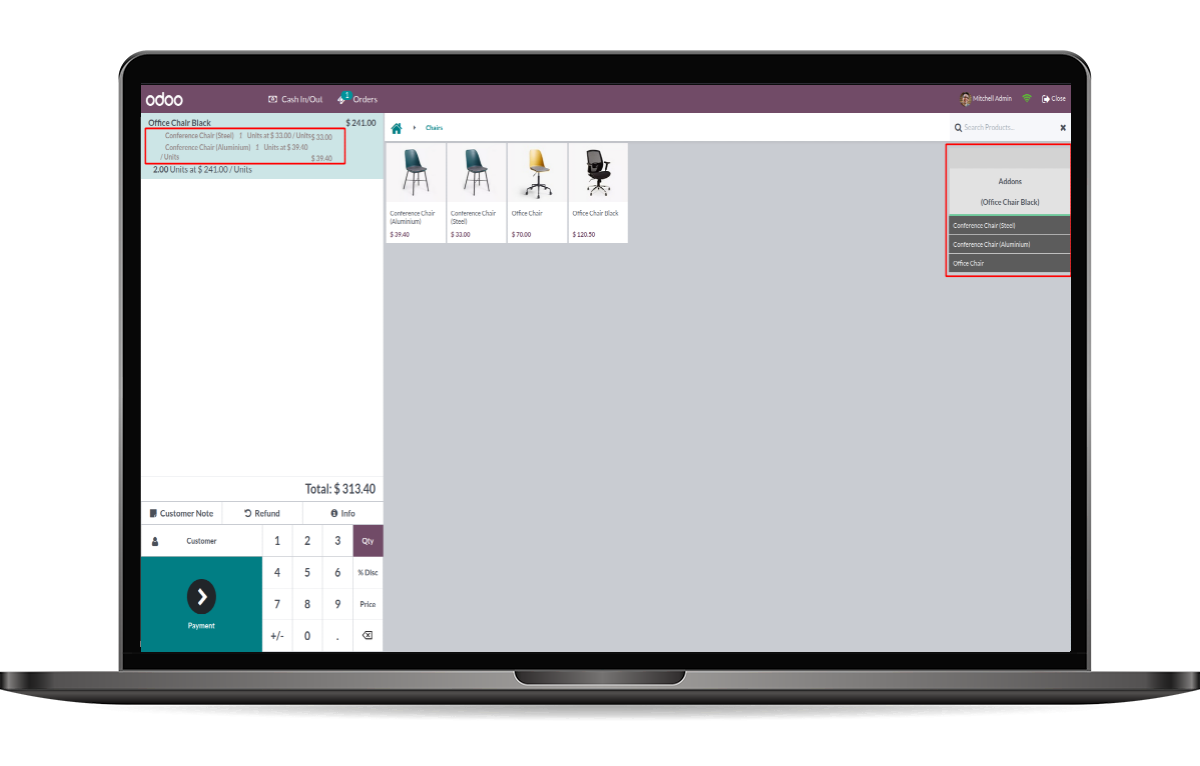 odoo
Cash In/Out
1
Orders
Mitchell Admin
Close
Office Chair Black $ 241.00
Conference Chair (Steel) 1 Units at $ 33.00 / Units $ 33.00
Conference Chair (Aluminium) 1 Units at $ 39.40
/ Units $ 39.40
2.00 Units at $ 241.00 / Units
Chairs
Search Products...
Conference Chair
(Aluminium)
$ 39.40
Conference Chair
(Steel)
$ 33.00
Office Chair
$ 70.00
Office Chair Black
$ 120.50
Addons
(Office Chair Black)
Conference Chair (Steel)
Conference Chair (Aluminium)
Office Chair
Total: $ 313.40
Customer Note
Refund
Info
Customer
1 2 3 Qty
4 5 6 % Disc
7 8 9 Price
+/- 0 .
Payment